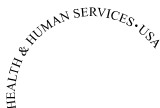 HEALTH & HUMAN SERVICES • USA